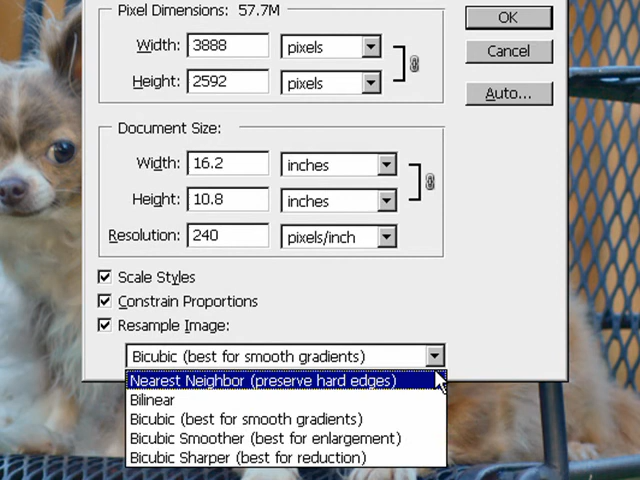 Pixel Dimensions: 57.7M
OK
Width: 3888 pixels
Cancel
Height: 2592 pixels
Auto...
Document Size:
Width: 16.2 inches
Height: 10.8 inches
Resolution: 240 pixels/inch
Scale Styles
Constrain Proportions
Resample Image:
Bicubic (best for smooth gradients)
Nearest Neighbor (preserve hard edges)
Bilinear
Bicubic (best for smooth gradients)
Bicubic Smoother (best for enlargement)
Bicubic Sharper (best for reduction)